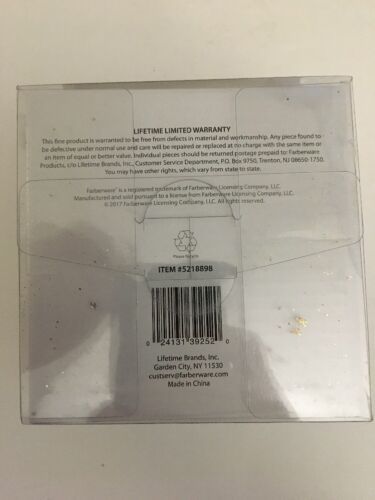 LIFETIME LIMITED WARRANTY
This fine product is warranted to be free from defects in material and workmanship. Any piece found to
be defective under normal use and care will be repaired or replaced at no charge with the same item or
an item of equal or better value. Individual pieces should be returned postage prepaid to: Farberware
Products, c/o Lifetime Brands, Inc., Customer Service Department, P.O. Box 9750, Trenton, NJ 08650-1750.
You may have other rights, which vary from state to state.
Farberware® is a registered trademark of Farberware Licensing Company, LLC.
Manufactured and sold pursuant to a license from Farberware Licensing Company, LLC.
© 2017 Farberware Licensing Company, LLC. All rights reserved.
Please Recycle
ITEM #5218898
0 24131 39252 0
Lifetime Brands, Inc.
Garden City, NY 11530
custserv@farberware.com
Made in China